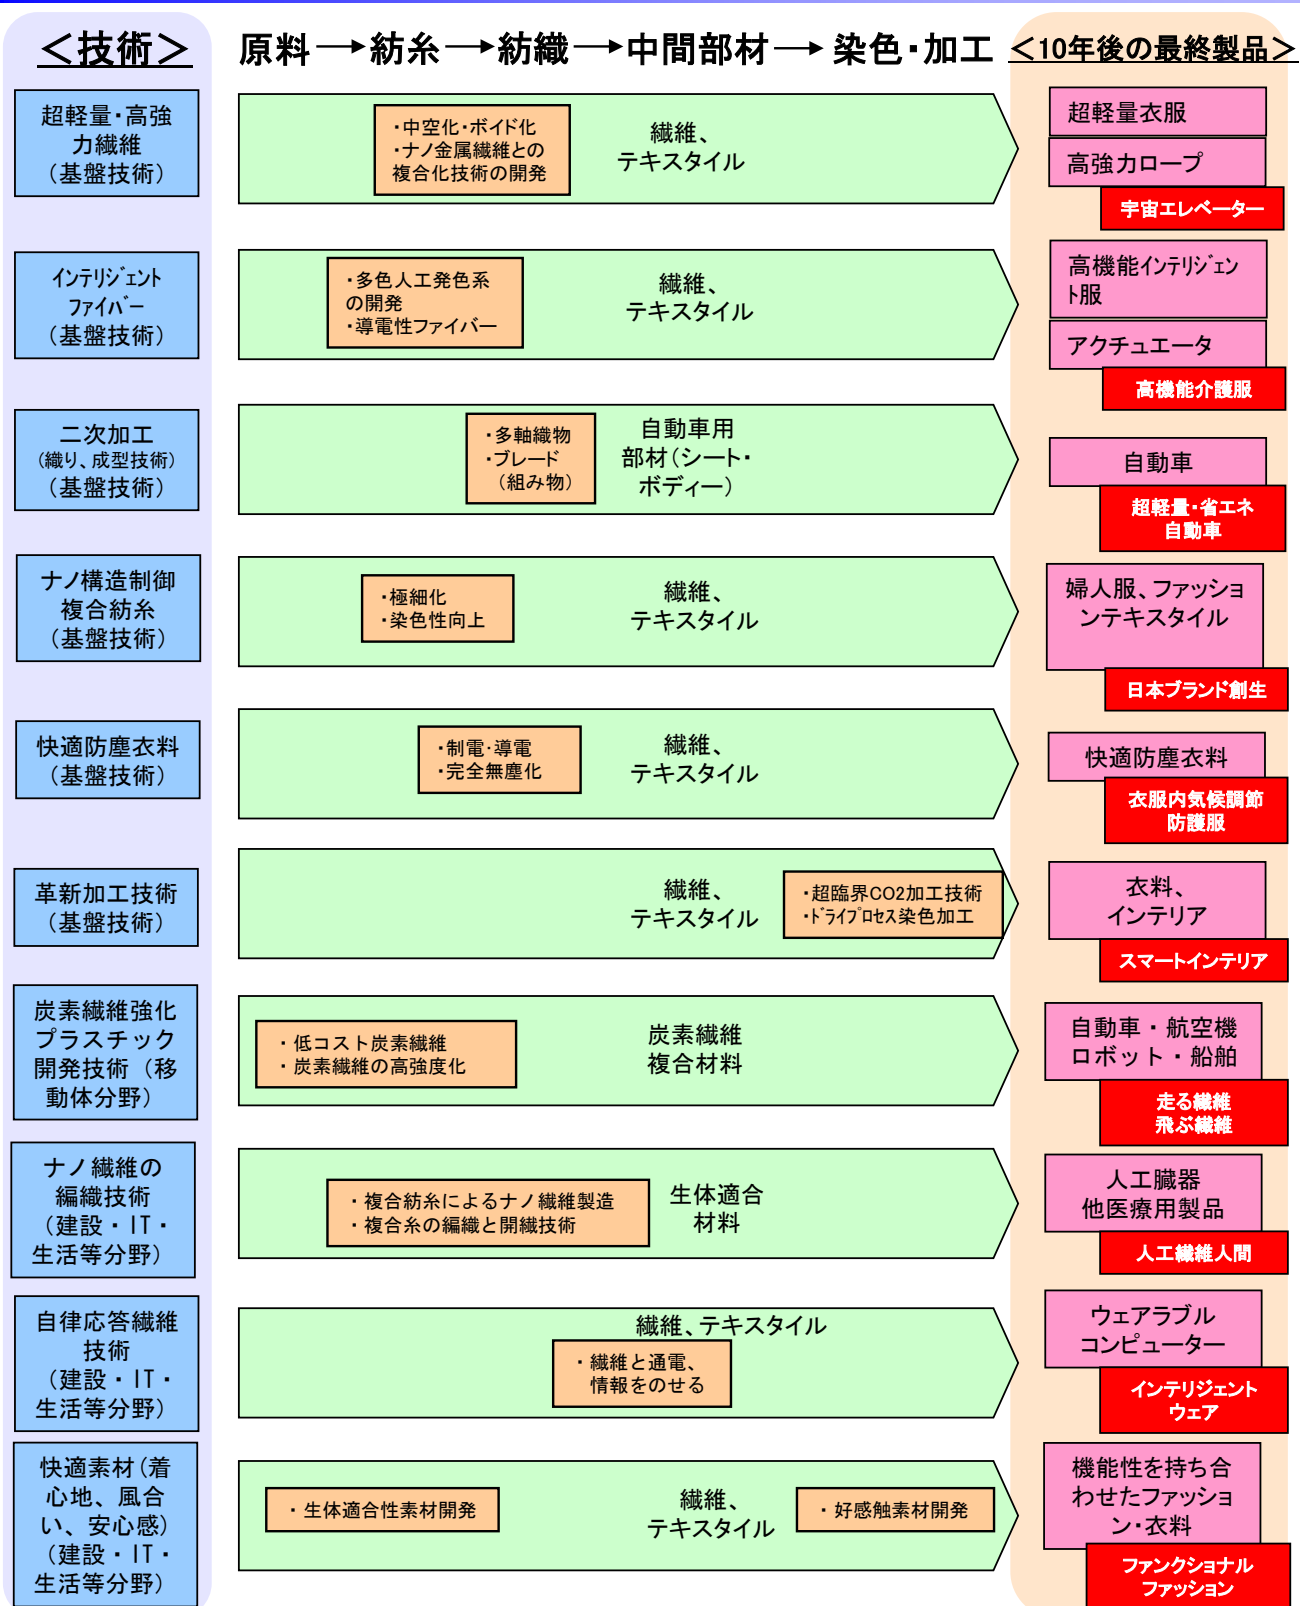 ＜技術＞
原料→紡糸→紡織→中間部材→染色・加工
＜10年後の最終製品＞
超軽量・高強
力繊維
（基盤技術）
・中空化・ボイド化
・ナノ金属繊維との
複合化技術の開発
繊維、
テキスタイル
超軽量衣服
高強力ロープ
宇宙エレベーター
インテリジェント
ファイバー
（基盤技術）
・多色人工発色系
の開発
・導電性ファイバー
繊維、
テキスタイル
高機能インテリジェン
ト服
アクチュエータ
高機能介護服
二次加工
（織り、成型技術）
（基盤技術）
・多軸織物
・ブレード
（組み物）
自動車用
部材（シート・
ボディー）
自動車
超軽量・省エネ
自動車
ナノ構造制御
複合紡糸
（基盤技術）
・極細化
・染色性向上
繊維、
テキスタイル
婦人服、ファッショ
ンテキスタイル
日本ブランド創生
快適防塵衣料
（基盤技術）
・制電・導電
・完全無塵化
繊維、
テキスタイル
快適防塵衣料
衣服内気候調節
防護服
革新加工技術
（基盤技術）
繊維、
テキスタイル
・超臨界CO2加工技術
・ドライプロセス染色加工
衣料、
インテリア
スマートインテリア
炭素繊維強化
プラスチック
開発技術（移
動体分野）
・低コスト炭素繊維
・炭素繊維の高強度化
炭素繊維
複合材料
自動車・航空機
ロボット・船舶
走る繊維
飛ぶ繊維
ナノ繊維の
編織技術
（建設・IT・
生活等分野）
・複合紡糸によるナノ繊維製造
・複合糸の編織と開繊技術
生体適合
材料
人工臓器
他医療用製品
人工繊維人間
自律応答繊維
技術
（建設・IT・
生活等分野）
繊維、テキスタイル
・繊維と通電、
情報をのせる
ウェアラブル
コンピューター
インテリジェント
ウェア
快適素材（着
心地、風合
い、安心感）
（建設・IT・
生活等分野）
・生体適合性素材開発
繊維、
テキスタイル
・好感触素材開発
機能性を持ち合
わせたファッショ
ン・衣料
ファンクショナル
ファッション